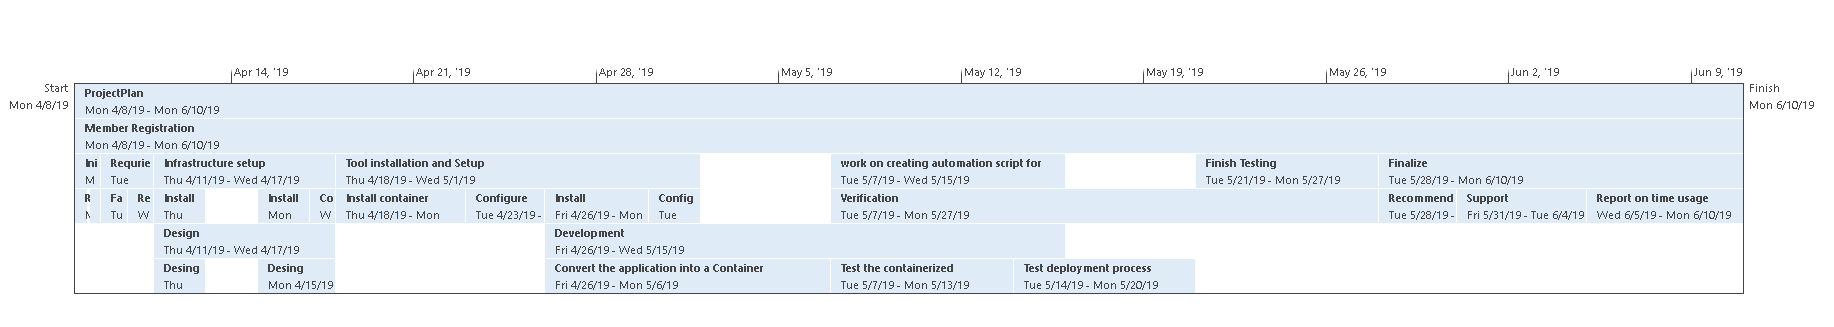 Apr 14, '19 Apr 21, '19 Apr 28, '19 May 5, '19 May 12, '19 May 19, '19 May 26, '19 Jun 2, '19 Jun 9, '19
Start Finish
Mon 4/8/19 Mon 6/10/19
ProjectPlan
Mon 4/8/19 - Mon 6/10/19
Member Registration
Mon 4/8/19 - Mon 6/10/19
Ini Requrie Infrastructure setup Tool installation and Setup work on creating automation script for Finish Testing Finalize
M Tue Thu 4/11/19 - Wed 4/17/19 Thu 4/18/19 - Wed 5/1/19 Tue 5/7/19 - Wed 5/15/19 Tue 5/21/19 - Mon 5/27/19 Tue 5/28/19 - Mon 6/10/19
R Fa Re Install Install Co Install container Configure Install Config Verification Recommend Support Report on time usage
Tu W Thu Mon W Thu 4/18/19 - Mon Tue 4/23/19 - Fri 4/26/19 - Mon Tue Tue 5/7/19 - Mon 5/27/19 Tue 5/28/19 - Fri 5/31/19 - Tue 6/4/19 Wed 6/5/19 - Mon 6/10/19
Design Development
Thu 4/11/19 - Wed 4/17/19 Fri 4/26/19 - Wed 5/15/19
Desing Desing Convert the application into a Container Test the containerized Test deployment process
Thu Mon 4/15/19 Fri 4/26/19 - Mon 5/6/19 Tue 5/7/19 - Mon 5/13/19 Tue 5/14/19 - Mon 5/20/19